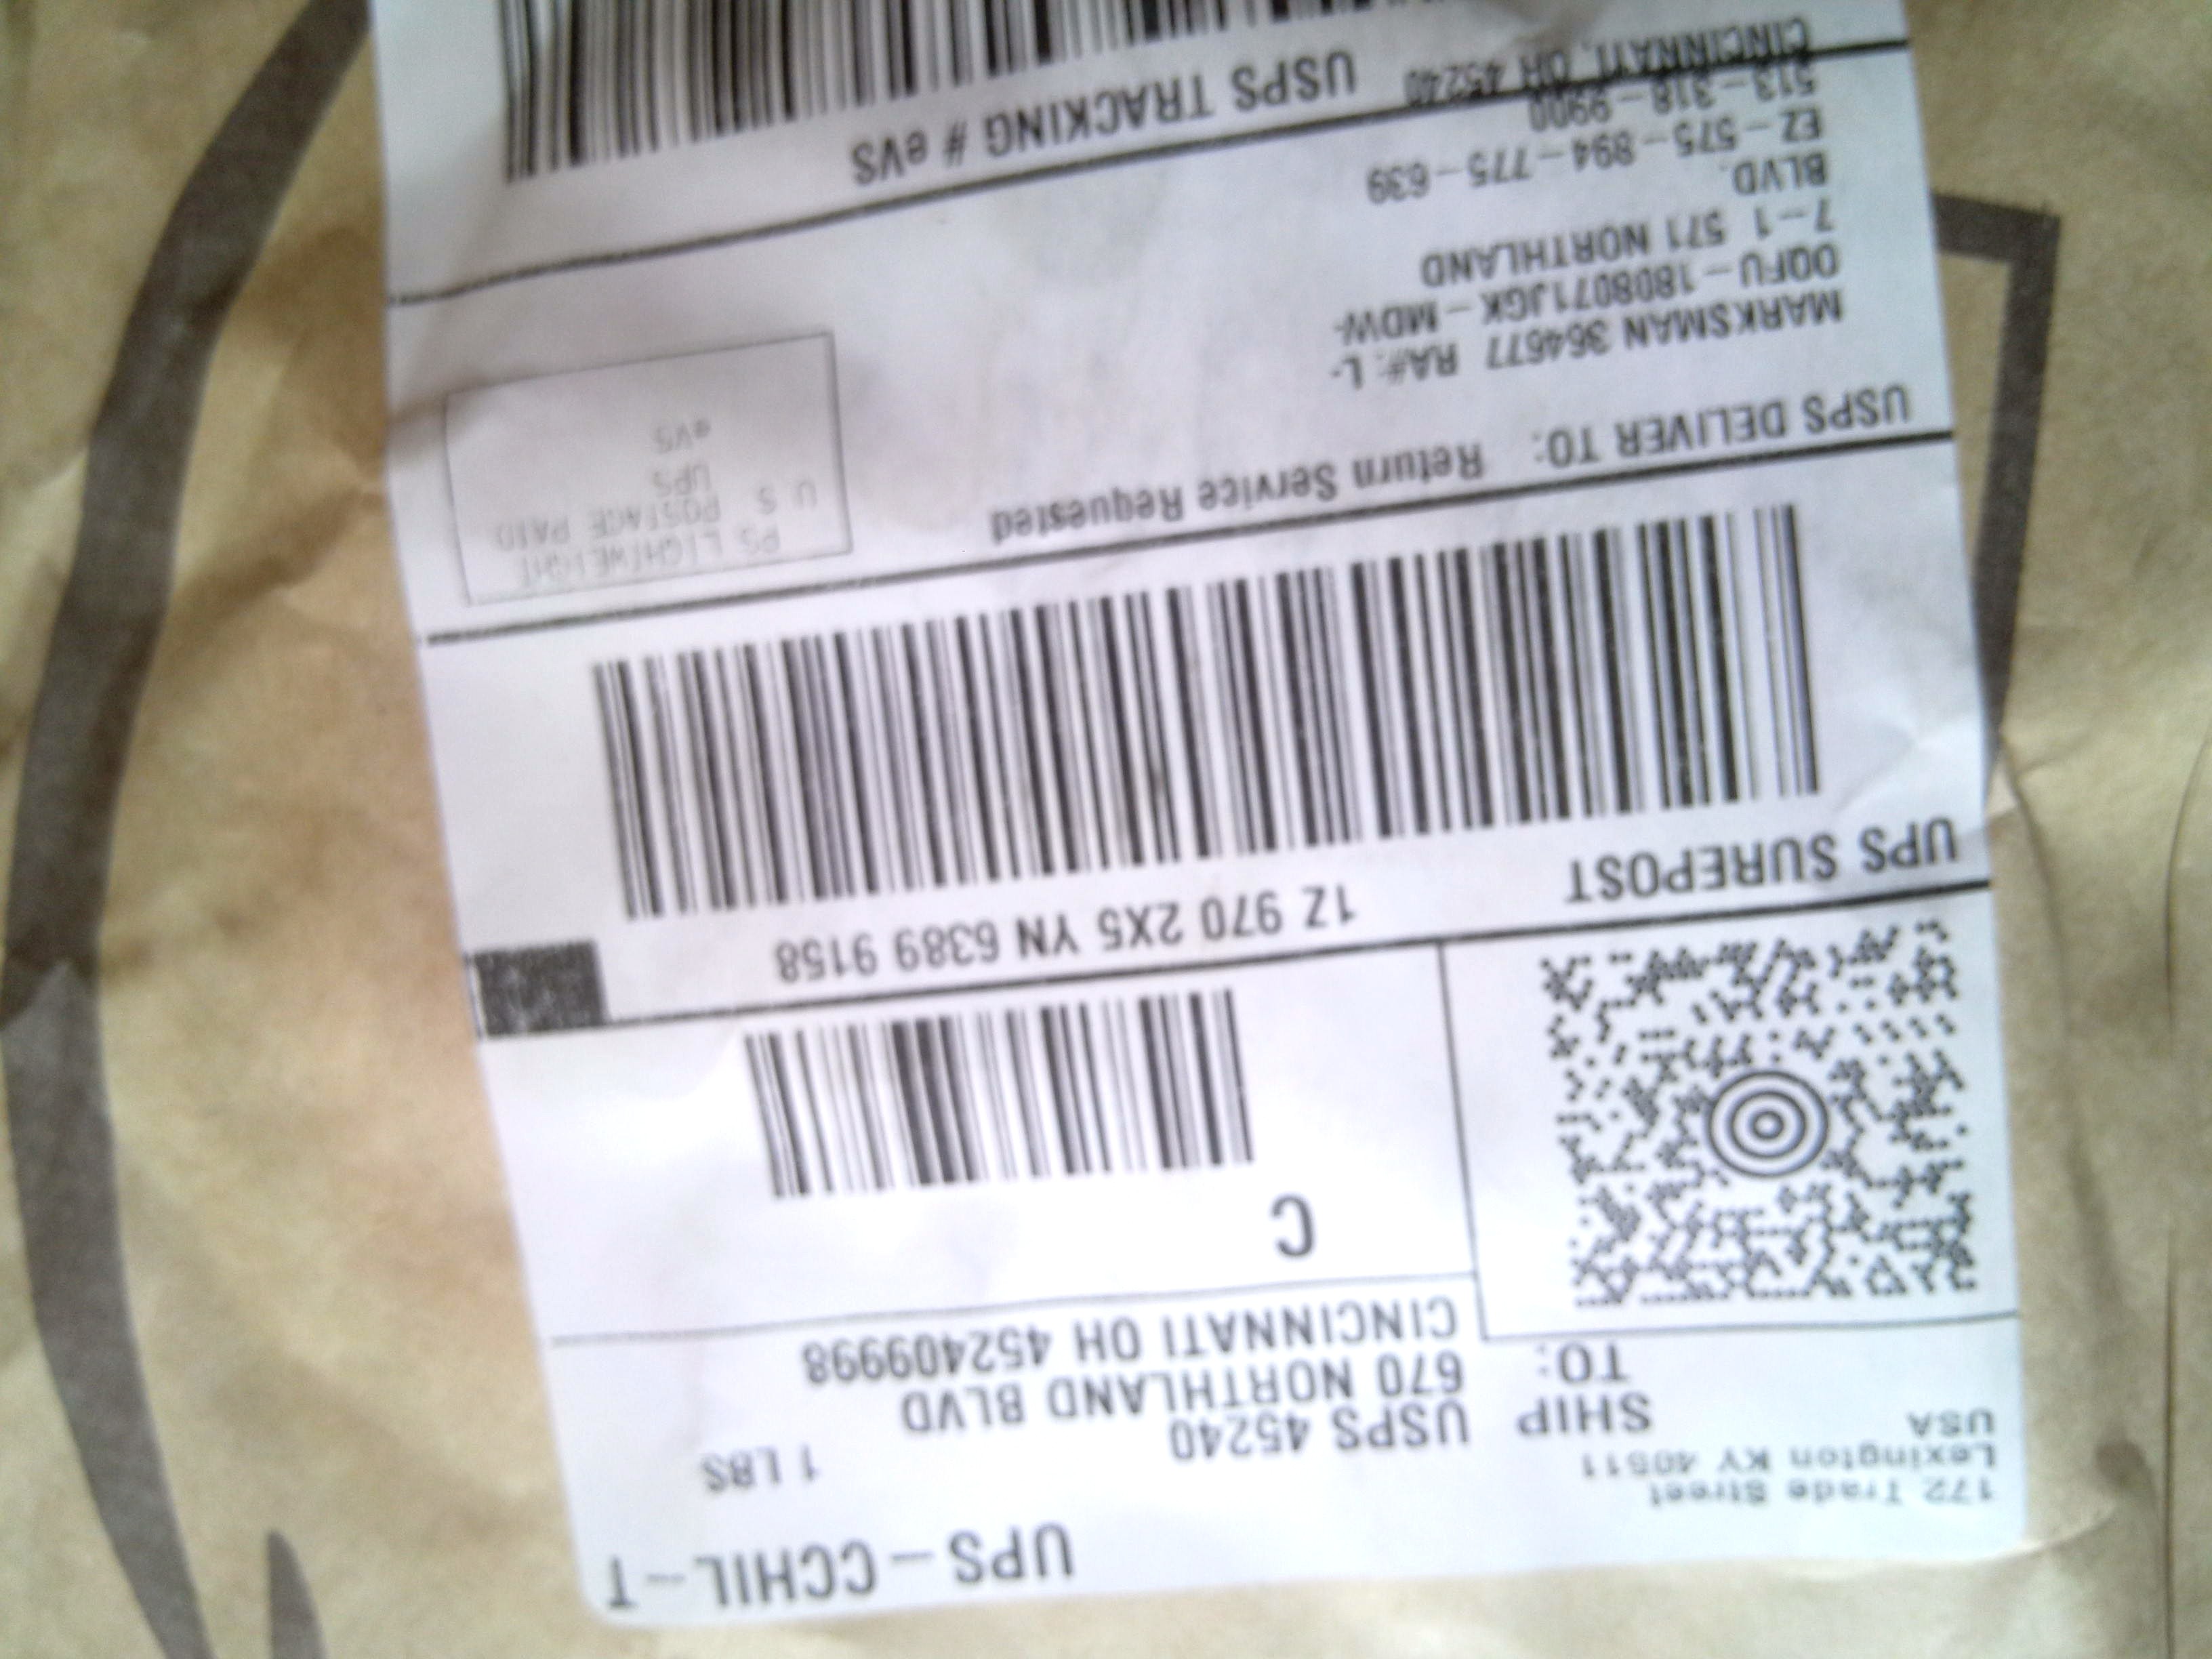 UPS - CCHIL - T
172 Trade Street
Lexington KY 40511
USA
1 LBS
SHIP
TO:
USPS 45240
670 NORTHLAND BLVD
CINCINNATI OH 452409998
C
UPS SUREPOST
1Z 970 2X5 YN 6389 9158
USPS DELIVER TO:
Return Service Requested
MARKSMAN 364677 RA#: L-
OQFU-1808071JGK-MDW-
7-1 571 NORTHLAND
BLVD.
EZ-575-894-775-639
513-318-9900
CINCINNATI, OH 45240
PS LIGHTWEIGHT
U S POSTAGE PAID
UPS
eVS
USPS TRACKING # eVS